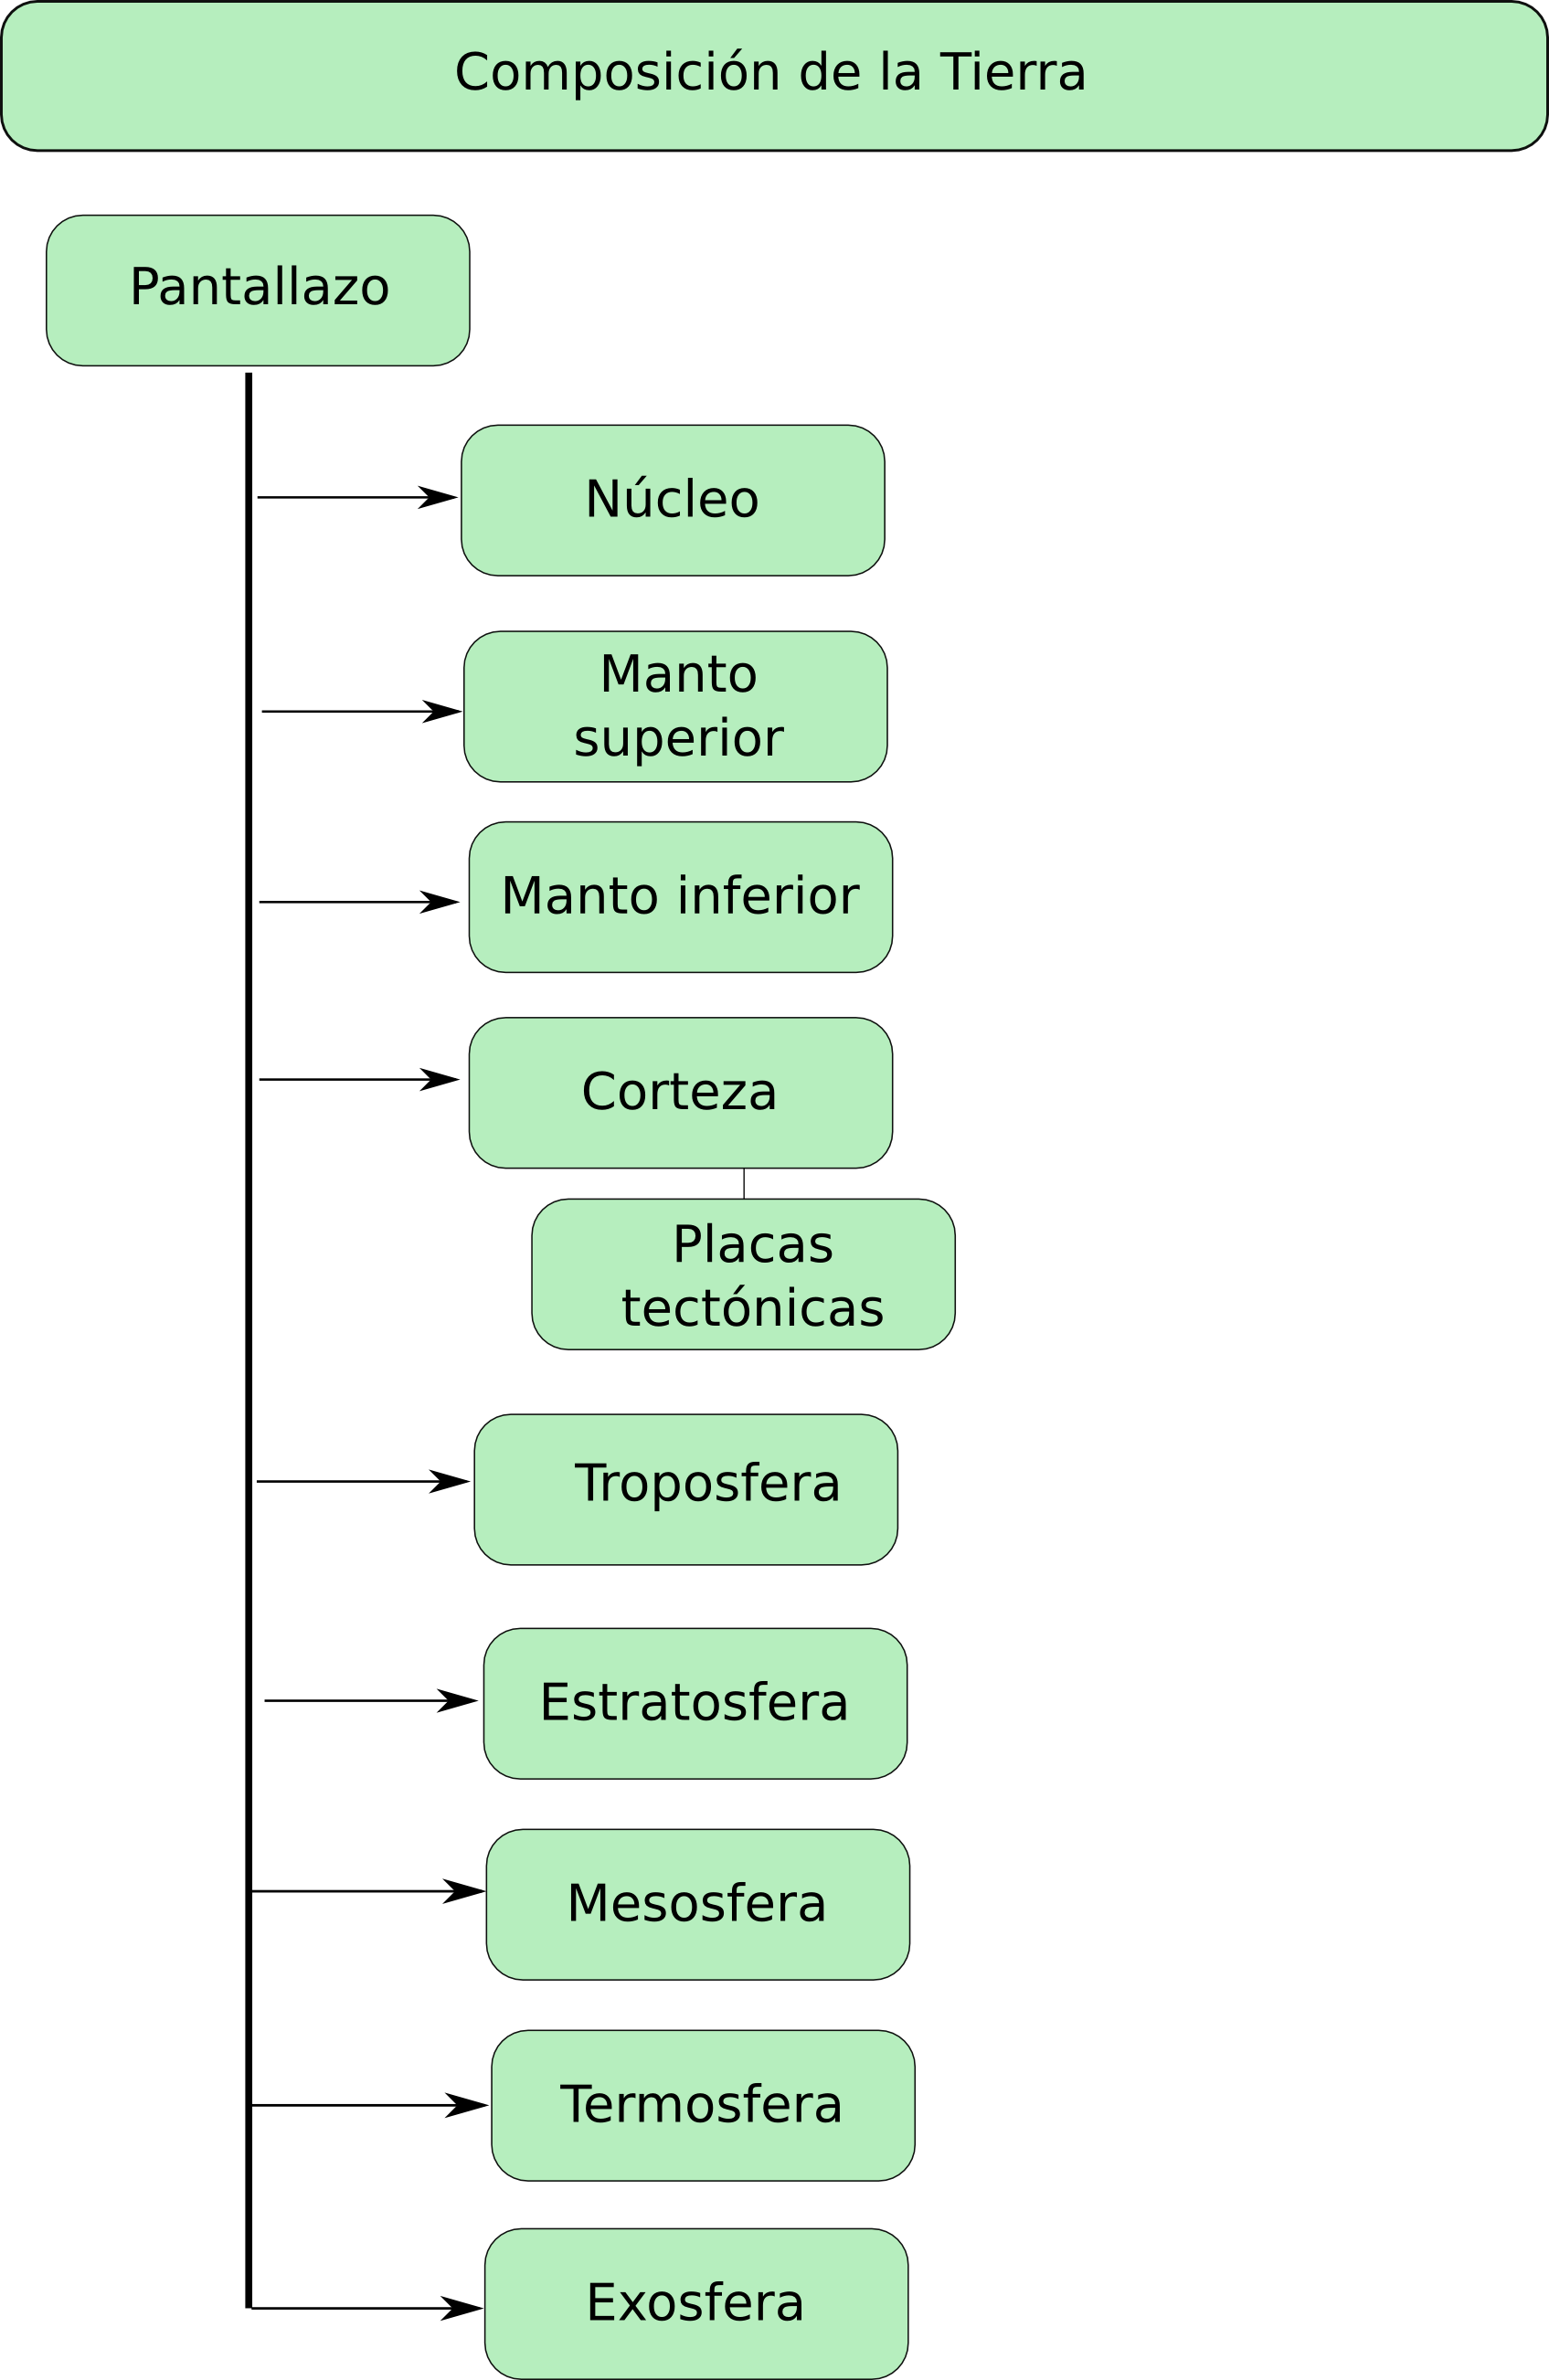 Composición de la Tierra
Pantallazo
Núcleo
Manto
superior
Manto inferior
Corteza
Placas
tectónicas
Troposfera
Estratosfera
Mesosfera
Termosfera
Exosfera